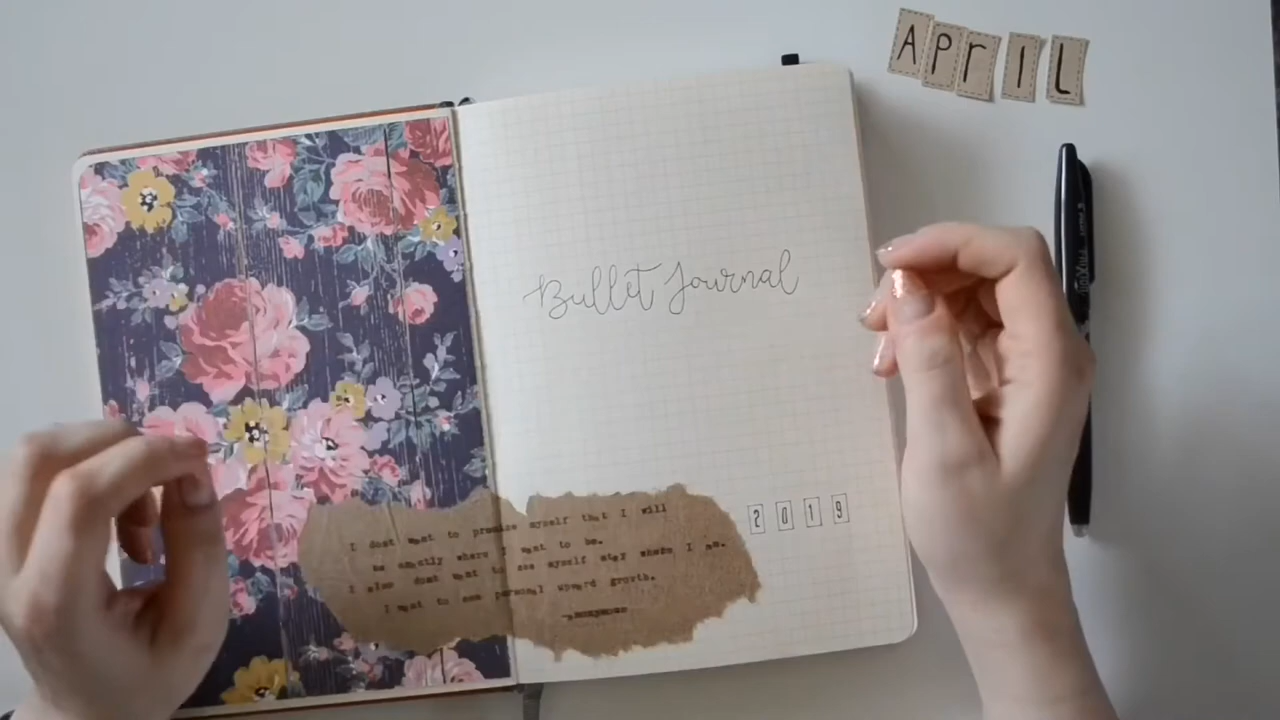 APrIL
Bullet Journal
2019
I dont want to promise myself that I will
be exactly where I want to be.
I also dont want to see myself stay where I am.
I want to see personal upward growth.
-anonymous